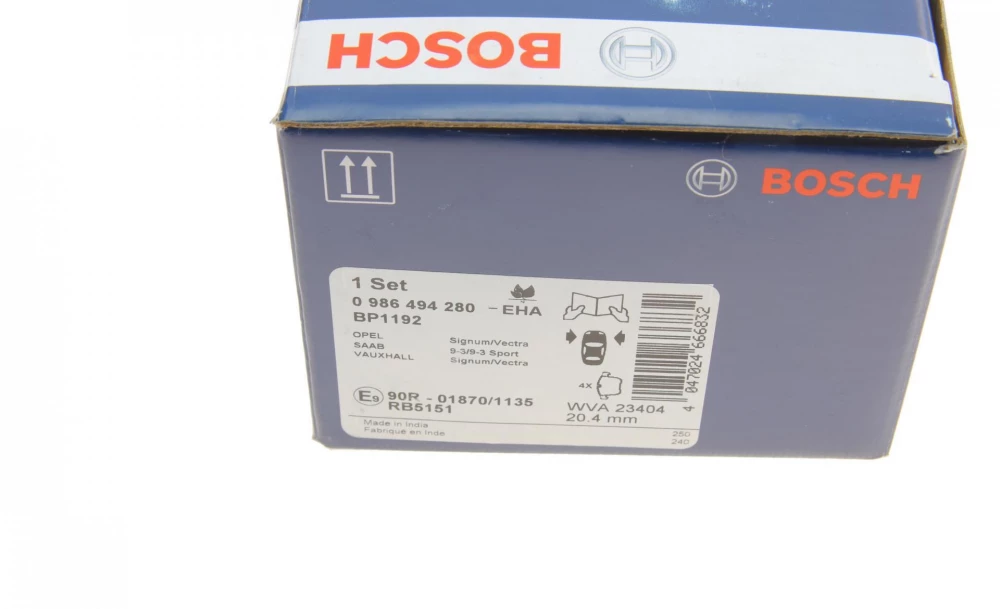 BOSCH
BOSCH
1 Set
0 986 494 280 - EHA
BP1192
OPEL Signum/Vectra
SAAB 9-3/9-3 Sport
VAUXHALL Signum/Vectra
4X
E9 90R - 01870/1135
RB5151
WVA 23404
20.4 mm
Made in India
Fabriqué en Inde
250
240
4 047024 666832